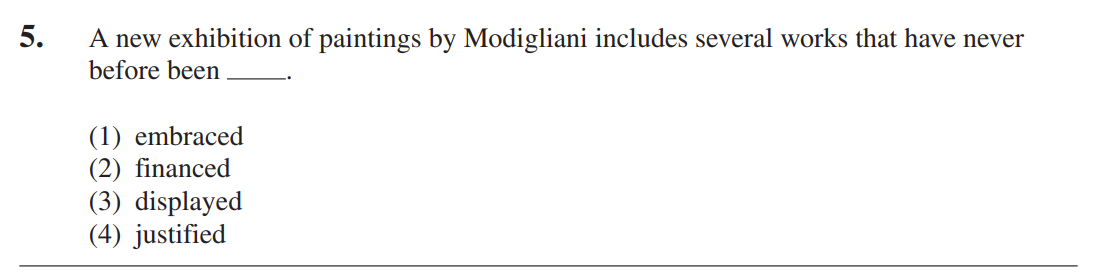 5. A new exhibition of paintings by Modigliani includes several works that have never
before been _____.
(1) embraced
(2) financed
(3) displayed
(4) justified